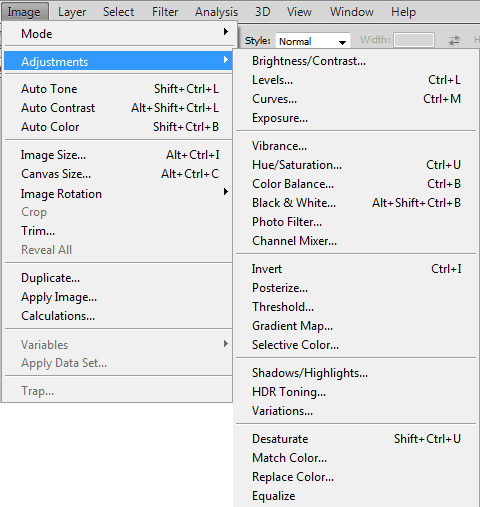 Image Layer Select Filter Analysis 3D View Window Help
Style: Normal Width:
Mode
Adjustments
Auto Tone Shift+Ctrl+L
Auto Contrast Alt+Shift+Ctrl+L
Auto Color Shift+Ctrl+B
Image Size... Alt+Ctrl+I
Canvas Size... Alt+Ctrl+C
Image Rotation
Crop
Trim...
Reveal All
Duplicate...
Apply Image...
Calculations...
Variables
Apply Data Set...
Trap...
Brightness/Contrast...
Levels... Ctrl+L
Curves... Ctrl+M
Exposure...
Vibrance...
Hue/Saturation... Ctrl+U
Color Balance... Ctrl+B
Black & White... Alt+Shift+Ctrl+B
Photo Filter...
Channel Mixer...
Invert Ctrl+I
Posterize...
Threshold...
Gradient Map...
Selective Color...
Shadows/Highlights...
HDR Toning...
Variations...
Desaturate Shift+Ctrl+U
Match Color...
Replace Color...
Equalize